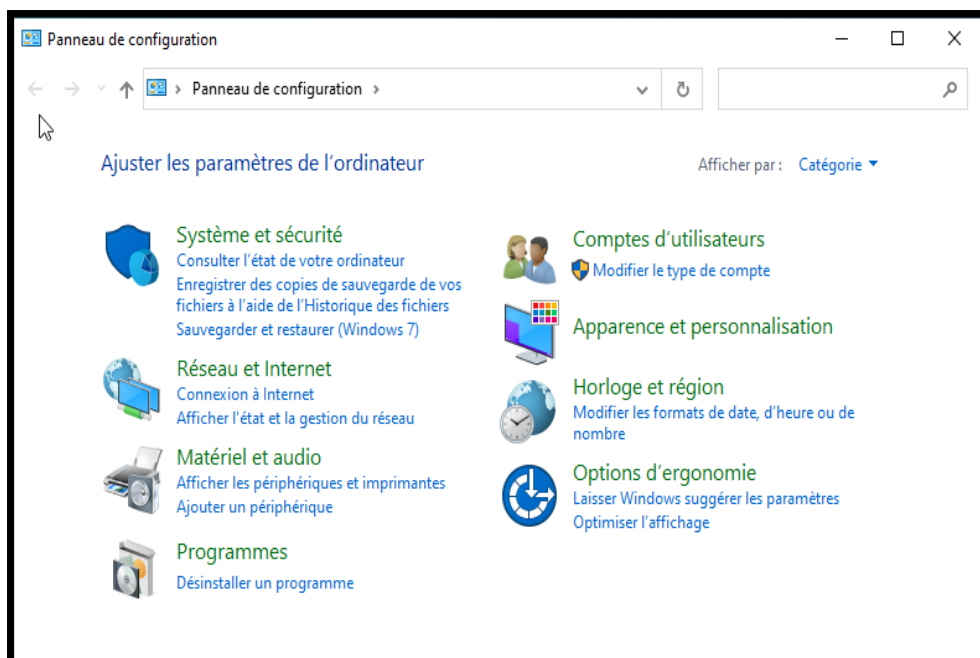 Panneau de configuration
Panneau de configuration
Ajuster les paramètres de l'ordinateur
Afficher par : Catégorie
Système et sécurité
Consulter l'état de votre ordinateur
Enregistrer des copies de sauvegarde de vos
fichiers à l'aide de l'Historique des fichiers
Sauvegarder et restaurer (Windows 7)
Réseau et Internet
Connexion à Internet
Afficher l'état et la gestion du réseau
Matériel et audio
Afficher les périphériques et imprimantes
Ajouter un périphérique
Programmes
Désinstaller un programme
Comptes d'utilisateurs
Modifier le type de compte
Apparence et personnalisation
Horloge et région
Modifier les formats de date, d'heure ou de
nombre
Options d'ergonomie
Laisser Windows suggérer les paramètres
Optimiser l'affichage